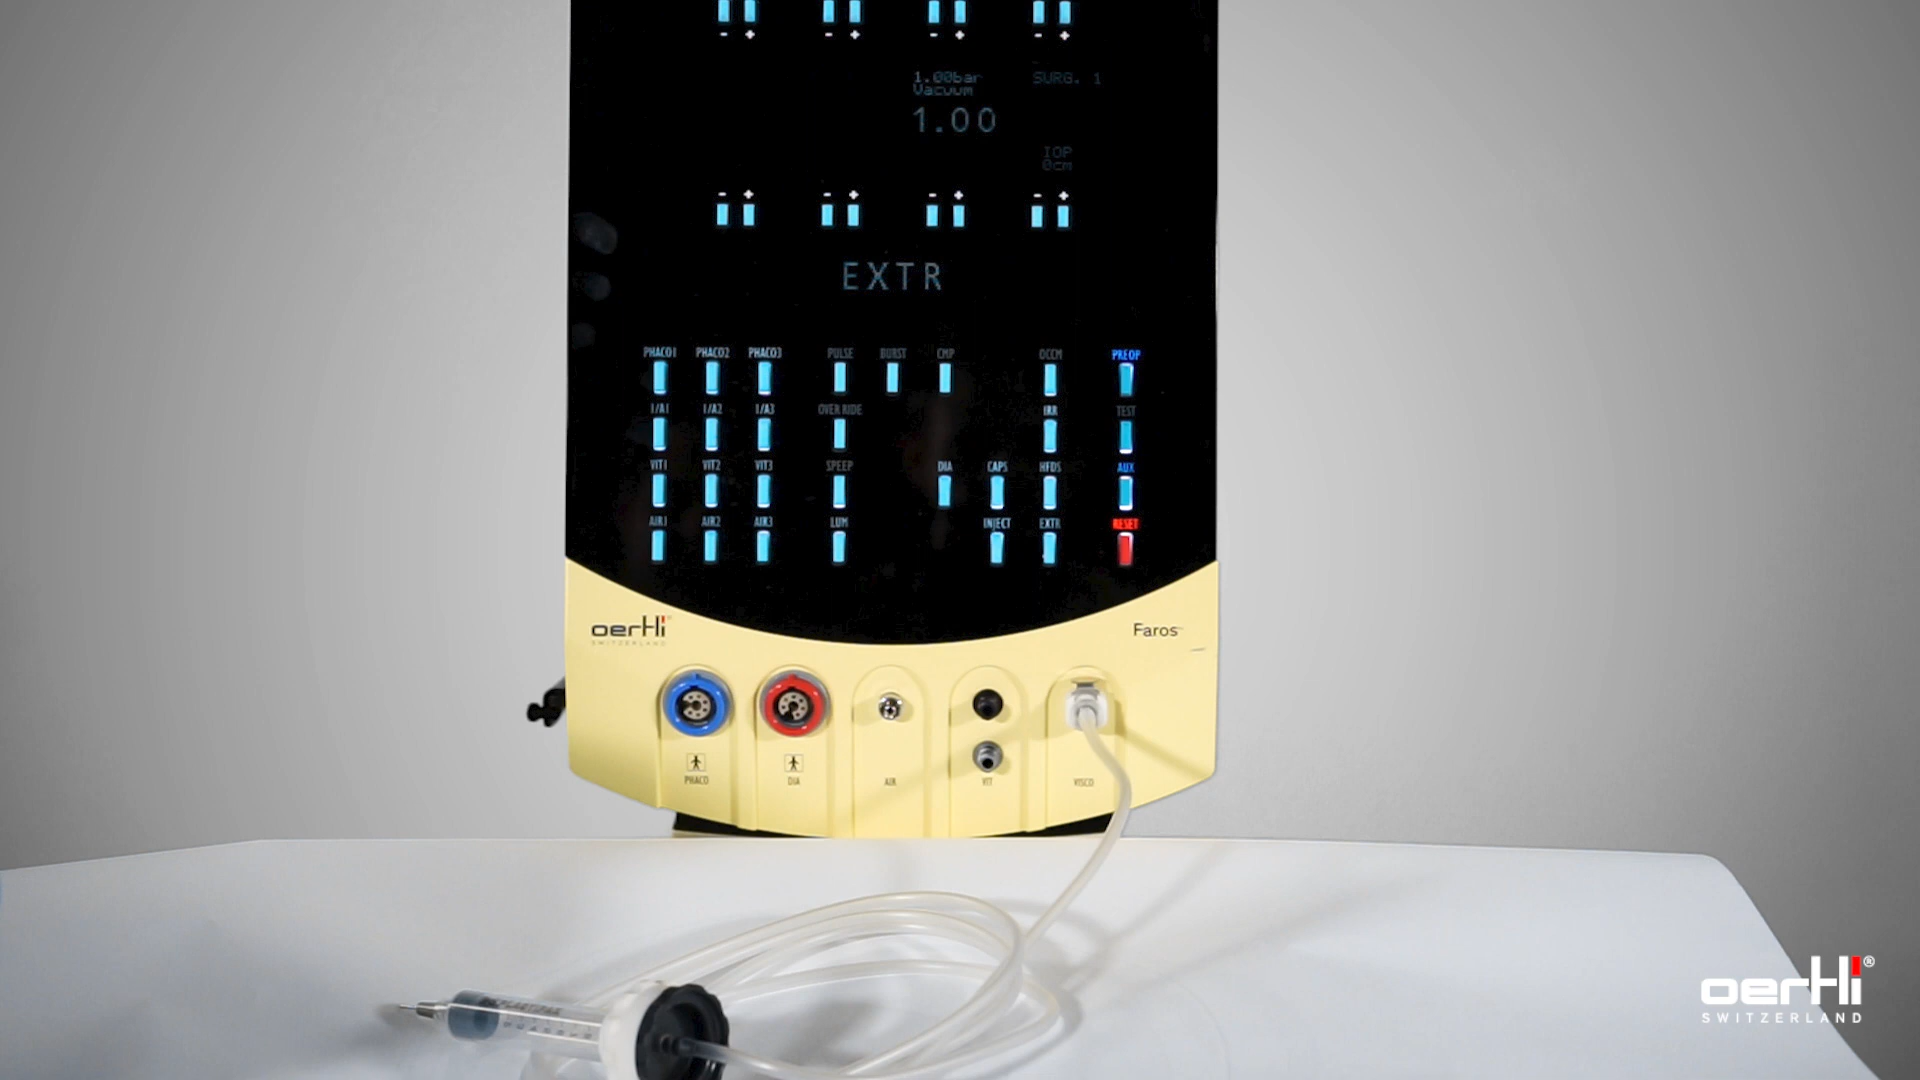 - + - + - + - +
1.00bar SURG. 1
Vacuum
1.00
IOP
0cm
- + - + - + - +
EXTR
PHACO1 PHACO2 PHACO3 PULSE BURST CMP OCCM PREOP
I/A1 I/A2 I/A3 OVER RIDE IRR TEST
VIT1 VIT2 VIT3 SPEEP DIA CAPS HFDS AUX
AIR1 AIR2 AIR3 LUM INJECT EXTR RESET
oertli
SWITZERLAND
Faros™
PHACO DIA AIR VIT VISCO
oertli®
SWITZERLAND